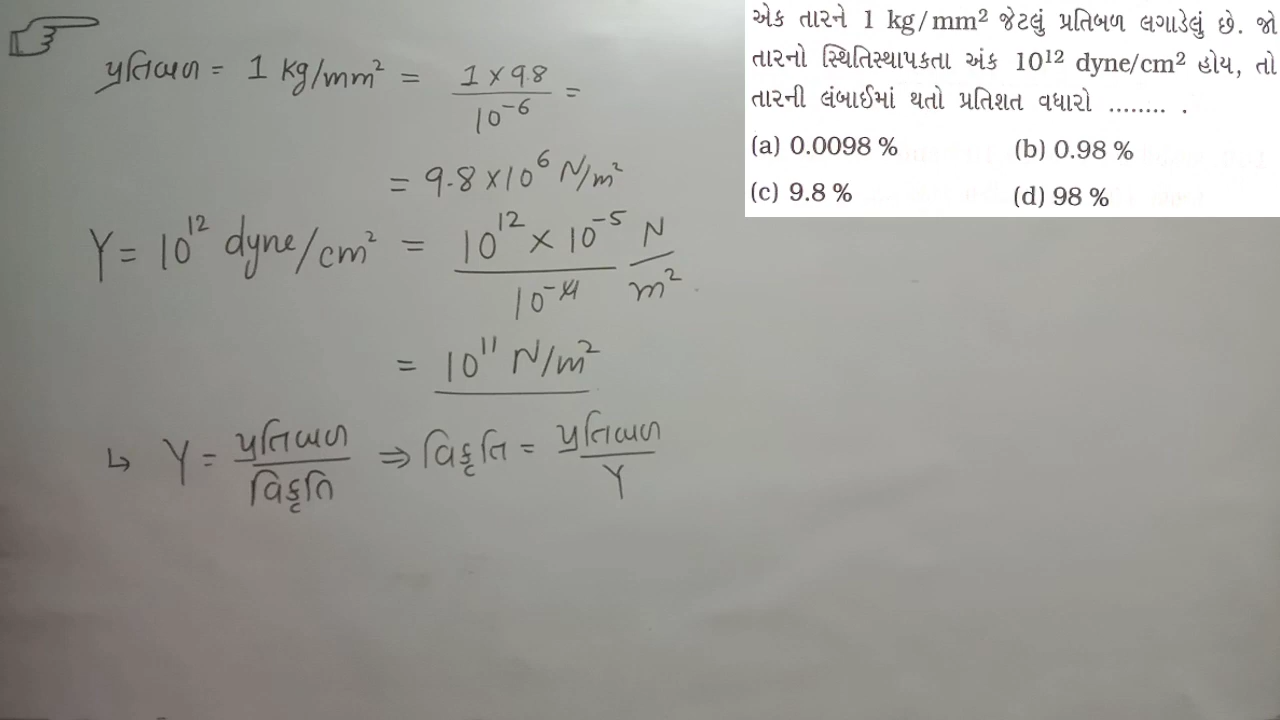 એક તારને 1 kg/mm² જેટલું પ્રતિબળ લગાડેલું છે. જો
તારનો સ્થિતિસ્થાપકતા અંક 10¹² dyne/cm² હોય, તો
તારની લંબાઈમાં થતો પ્રતિશત વધારો ........ .
(a) 0.0098 % (b) 0.98 %
(c) 9.8 % (d) 98 %
પ્રતિબળ = 1 kg/mm² = 1 × 9.8 / 10⁻⁶ =
= 9.8 × 10⁶ N/m²
Y = 10¹² dyne/cm² = 10¹² × 10⁻⁵ / 10⁻⁴ N/m²
= 10¹¹ N/m²
↳ Y = પ્રતિબળ / વિકૃતિ ⇒ વિકૃતિ = પ્રતિબળ / Y